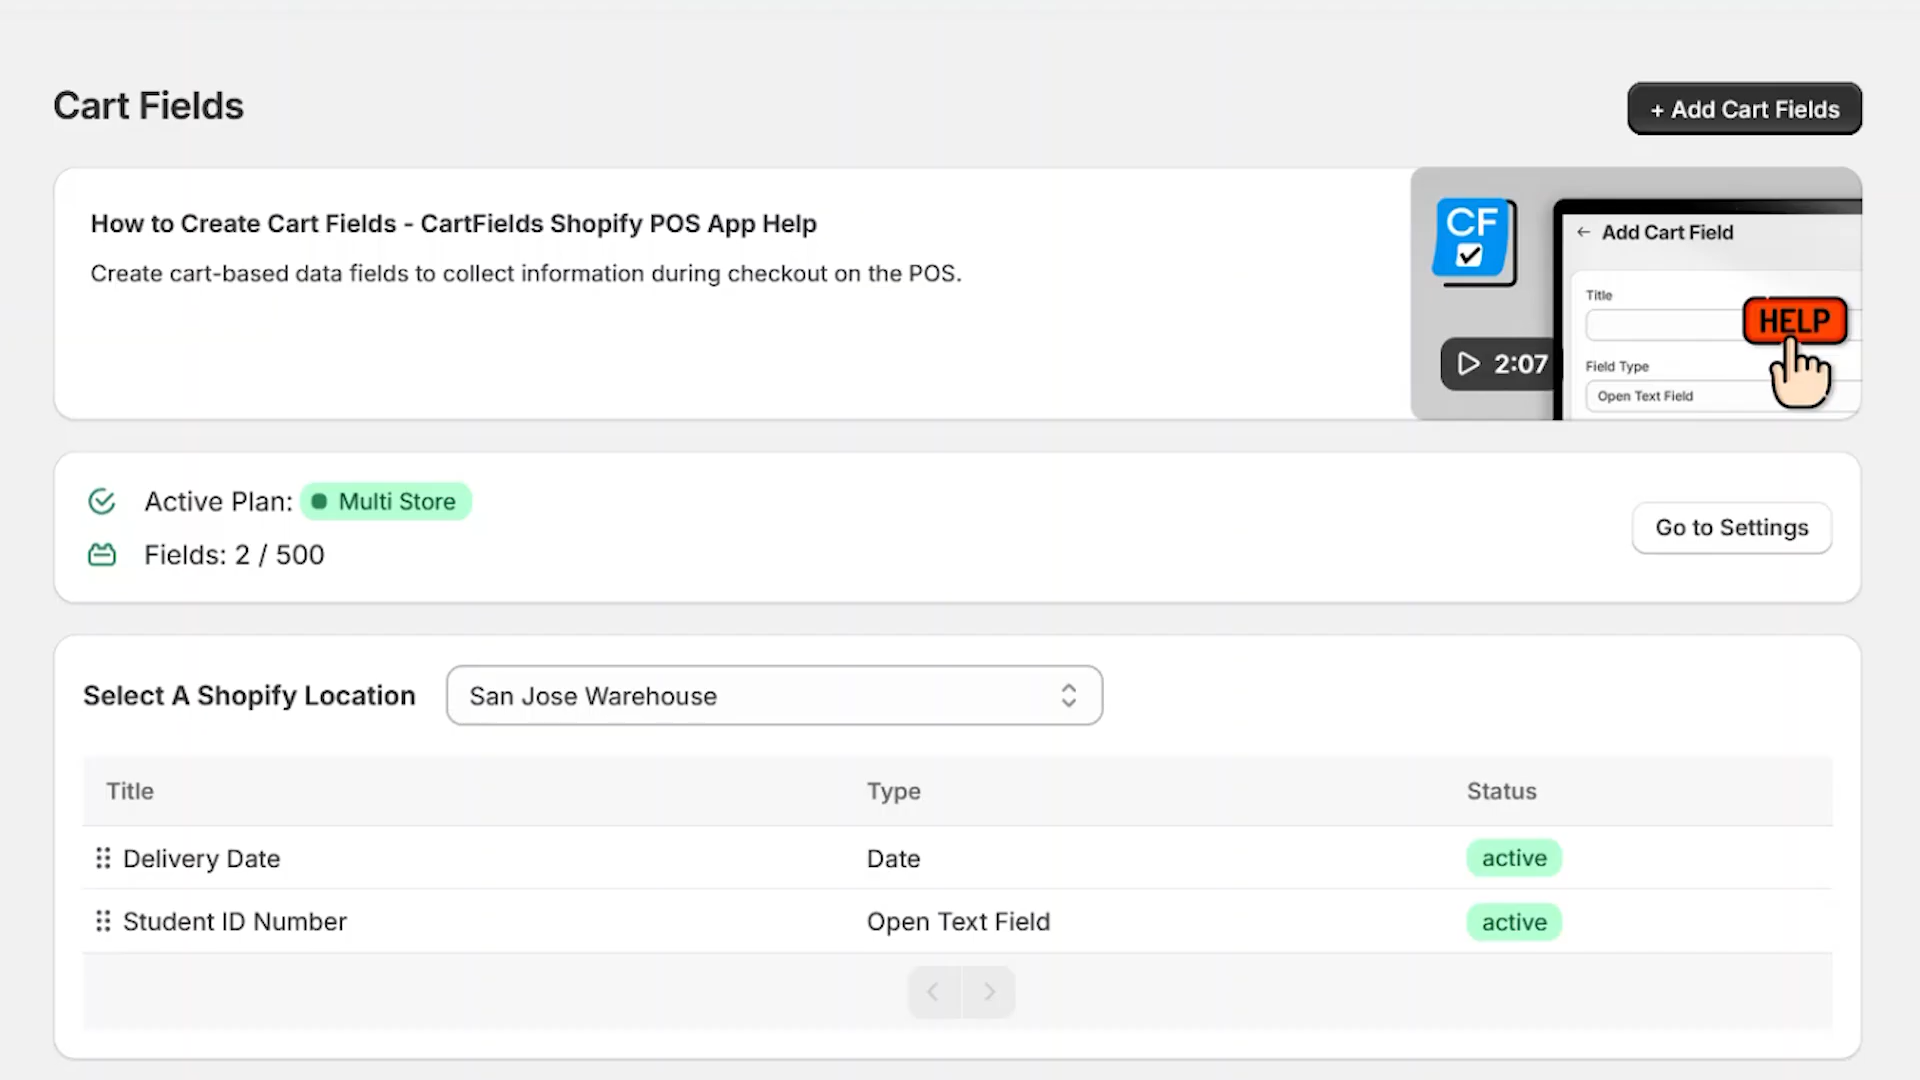 Cart Fields
+ Add Cart Fields
How to Create Cart Fields - CartFields Shopify POS App Help
Create cart-based data fields to collect information during checkout on the POS.
CF
2:07
← Add Cart Field
Title
HELP
Field Type
Open Text Field
Active Plan: Multi Store
Fields: 2 / 500
Go to Settings
Select A Shopify Location
San Jose Warehouse
Title Type Status
Delivery Date Date active
Student ID Number Open Text Field active